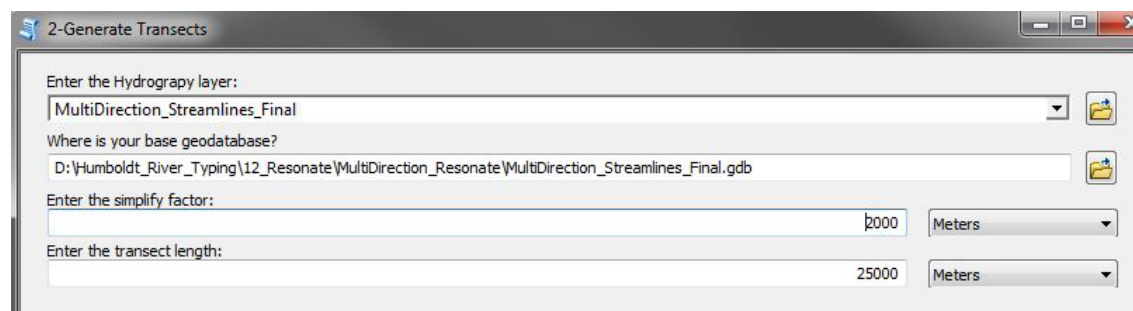 2-Generate Transects
Enter the Hydrograpy layer:
MultiDirection_Streamlines_Final
Where is your base geodatabase?
D:\Humboldt_River_Typing\12_Resonate\MultiDirection_Resonate\MultiDirection_Streamlines_Final.gdb
Enter the simplify factor:
2000 Meters
Enter the transect length:
25000 Meters